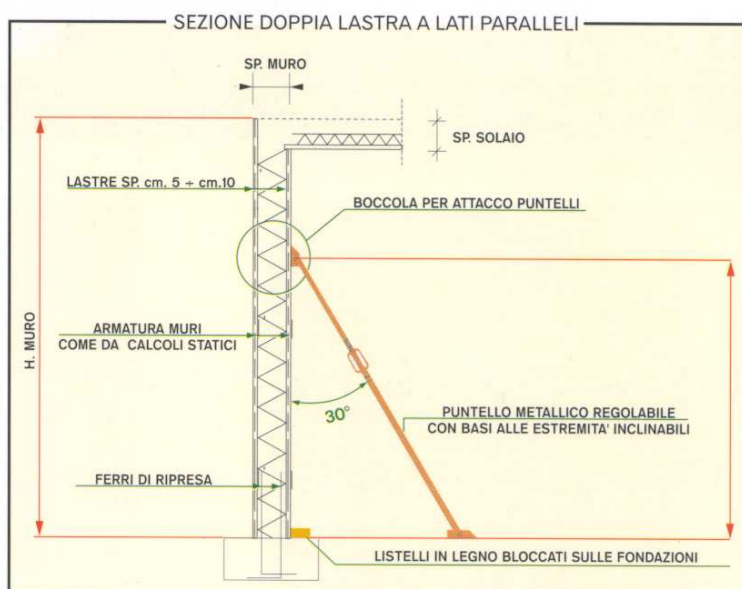 SEZIONE DOPPIA LASTRA A LATI PARALLELI
SP. MURO
SP. SOLAIO
LASTRE SP. cm. 5 ÷ cm.10
BOCCOLA PER ATTACCO PUNTELLI
H. MURO
ARMATURA MURI
COME DA CALCOLI STATICI
30°
PUNTELLO METALLICO REGOLABILE
CON BASI ALLE ESTREMITA' INCLINABILI
FERRI DI RIPRESA
LISTELLI IN LEGNO BLOCCATI SULLE FONDAZIONI